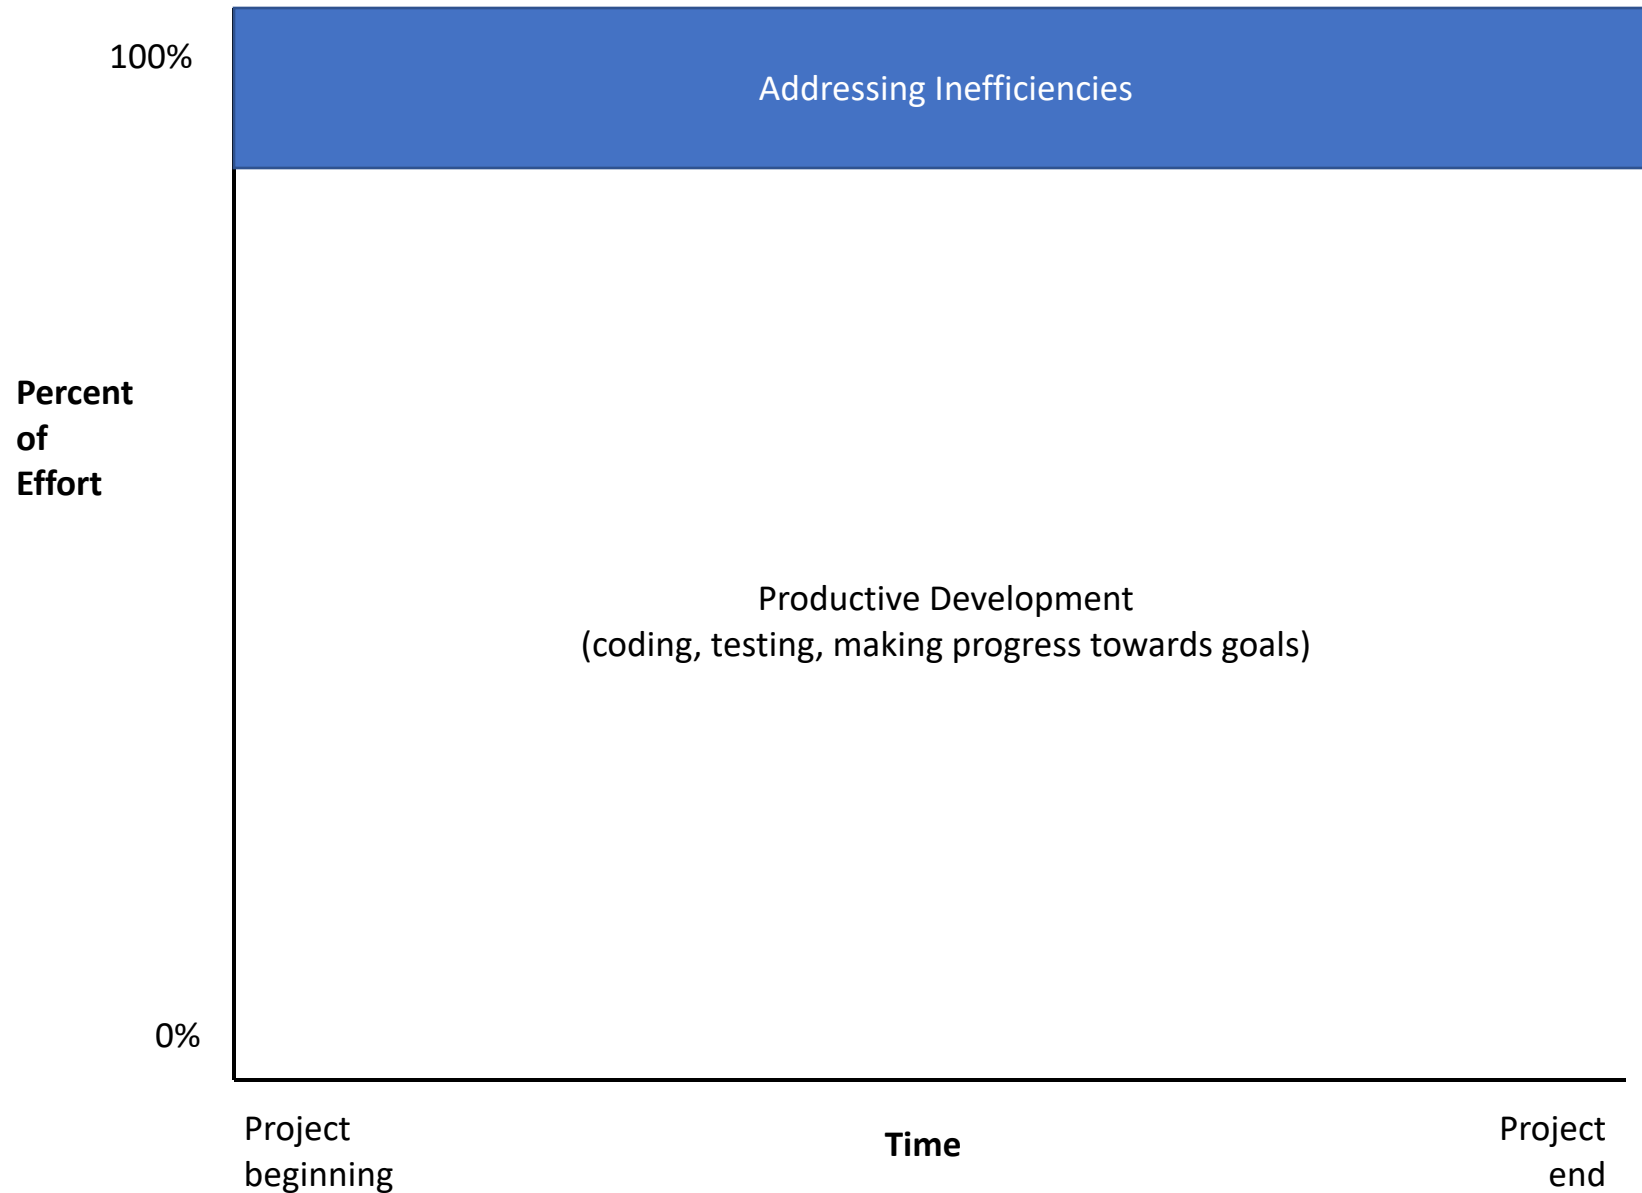 100%
Addressing Inefficiencies
Percent
of
Effort
Productive Development
(coding, testing, making progress towards goals)
0%
Project
beginning
Time
Project
end